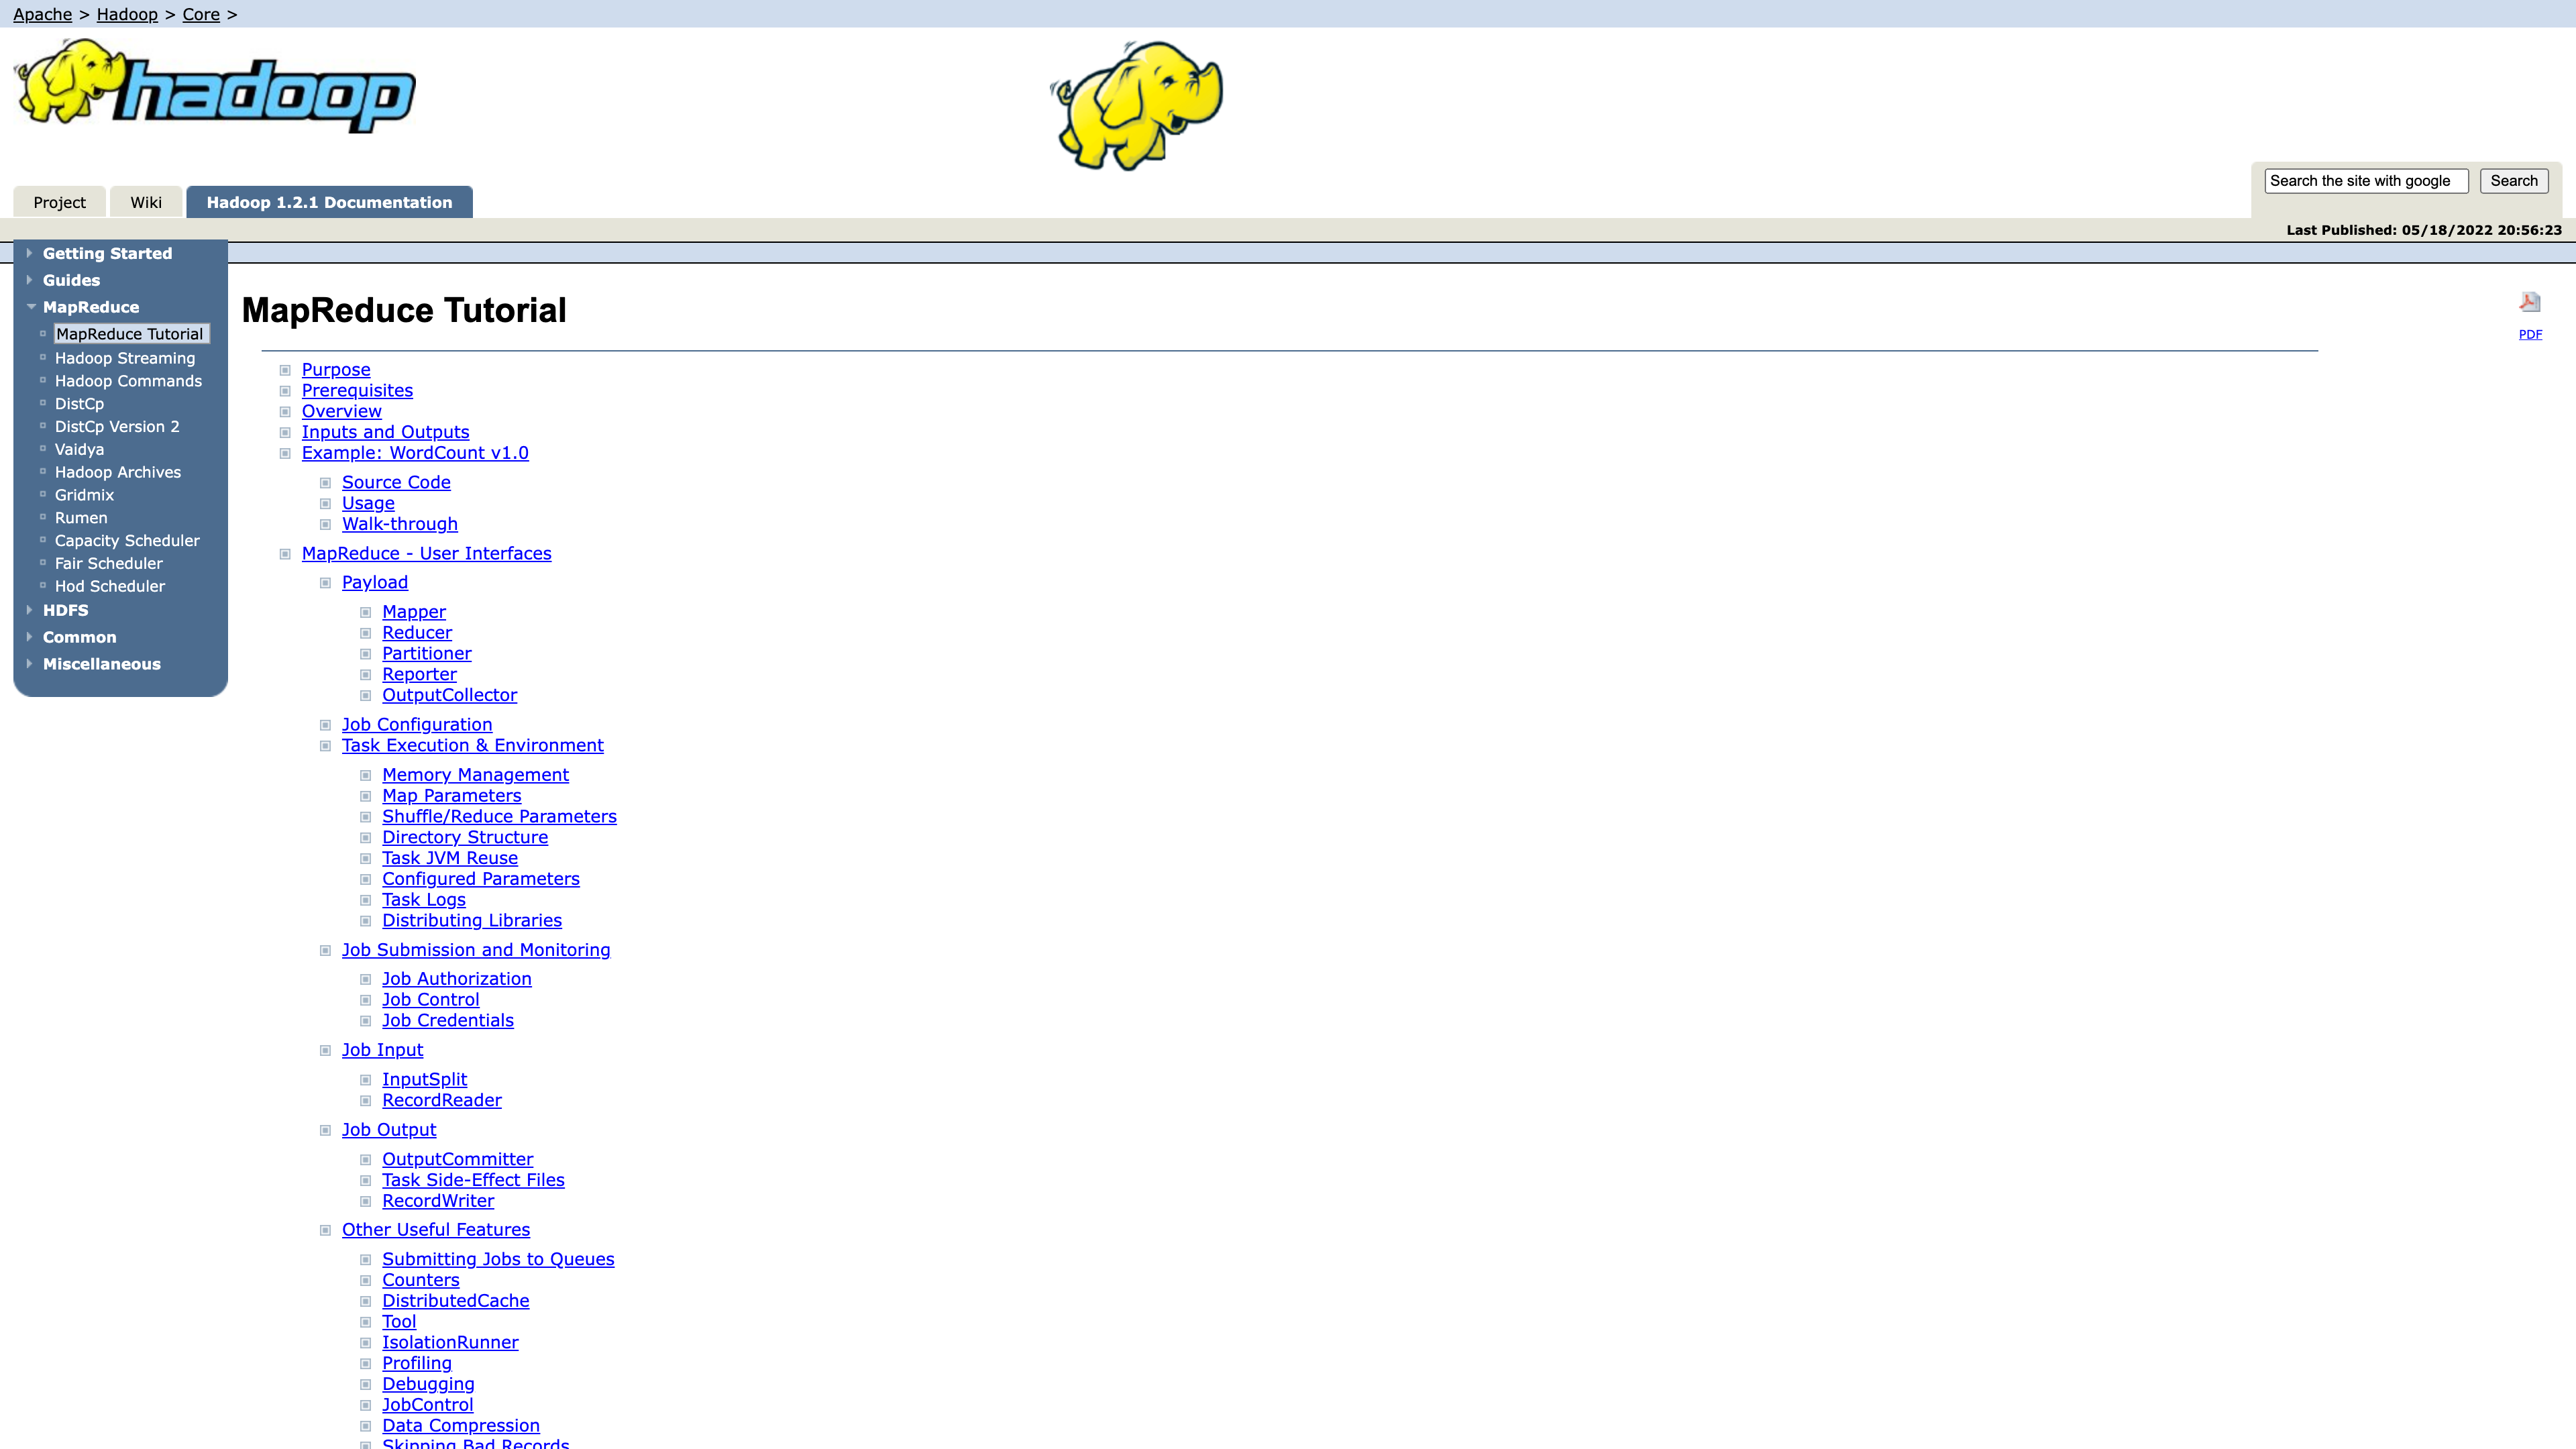 Apache > Hadoop > Core >
hadoop
Project
Wiki
Hadoop 1.2.1 Documentation
Search the site with google
Search
Last Published: 05/18/2022 20:56:23
Getting Started
Guides
MapReduce
MapReduce Tutorial
Hadoop Streaming
Hadoop Commands
DistCp
DistCp Version 2
Vaidya
Hadoop Archives
Gridmix
Rumen
Capacity Scheduler
Fair Scheduler
Hod Scheduler
HDFS
Common
Miscellaneous
MapReduce Tutorial
PDF
Purpose
Prerequisites
Overview
Inputs and Outputs
Example: WordCount v1.0
Source Code
Usage
Walk-through
MapReduce - User Interfaces
Payload
Mapper
Reducer
Partitioner
Reporter
OutputCollector
Job Configuration
Task Execution & Environment
Memory Management
Map Parameters
Shuffle/Reduce Parameters
Directory Structure
Task JVM Reuse
Configured Parameters
Task Logs
Distributing Libraries
Job Submission and Monitoring
Job Authorization
Job Control
Job Credentials
Job Input
InputSplit
RecordReader
Job Output
OutputCommitter
Task Side-Effect Files
RecordWriter
Other Useful Features
Submitting Jobs to Queues
Counters
DistributedCache
Tool
IsolationRunner
Profiling
Debugging
JobControl
Data Compression
Skipping Bad Records